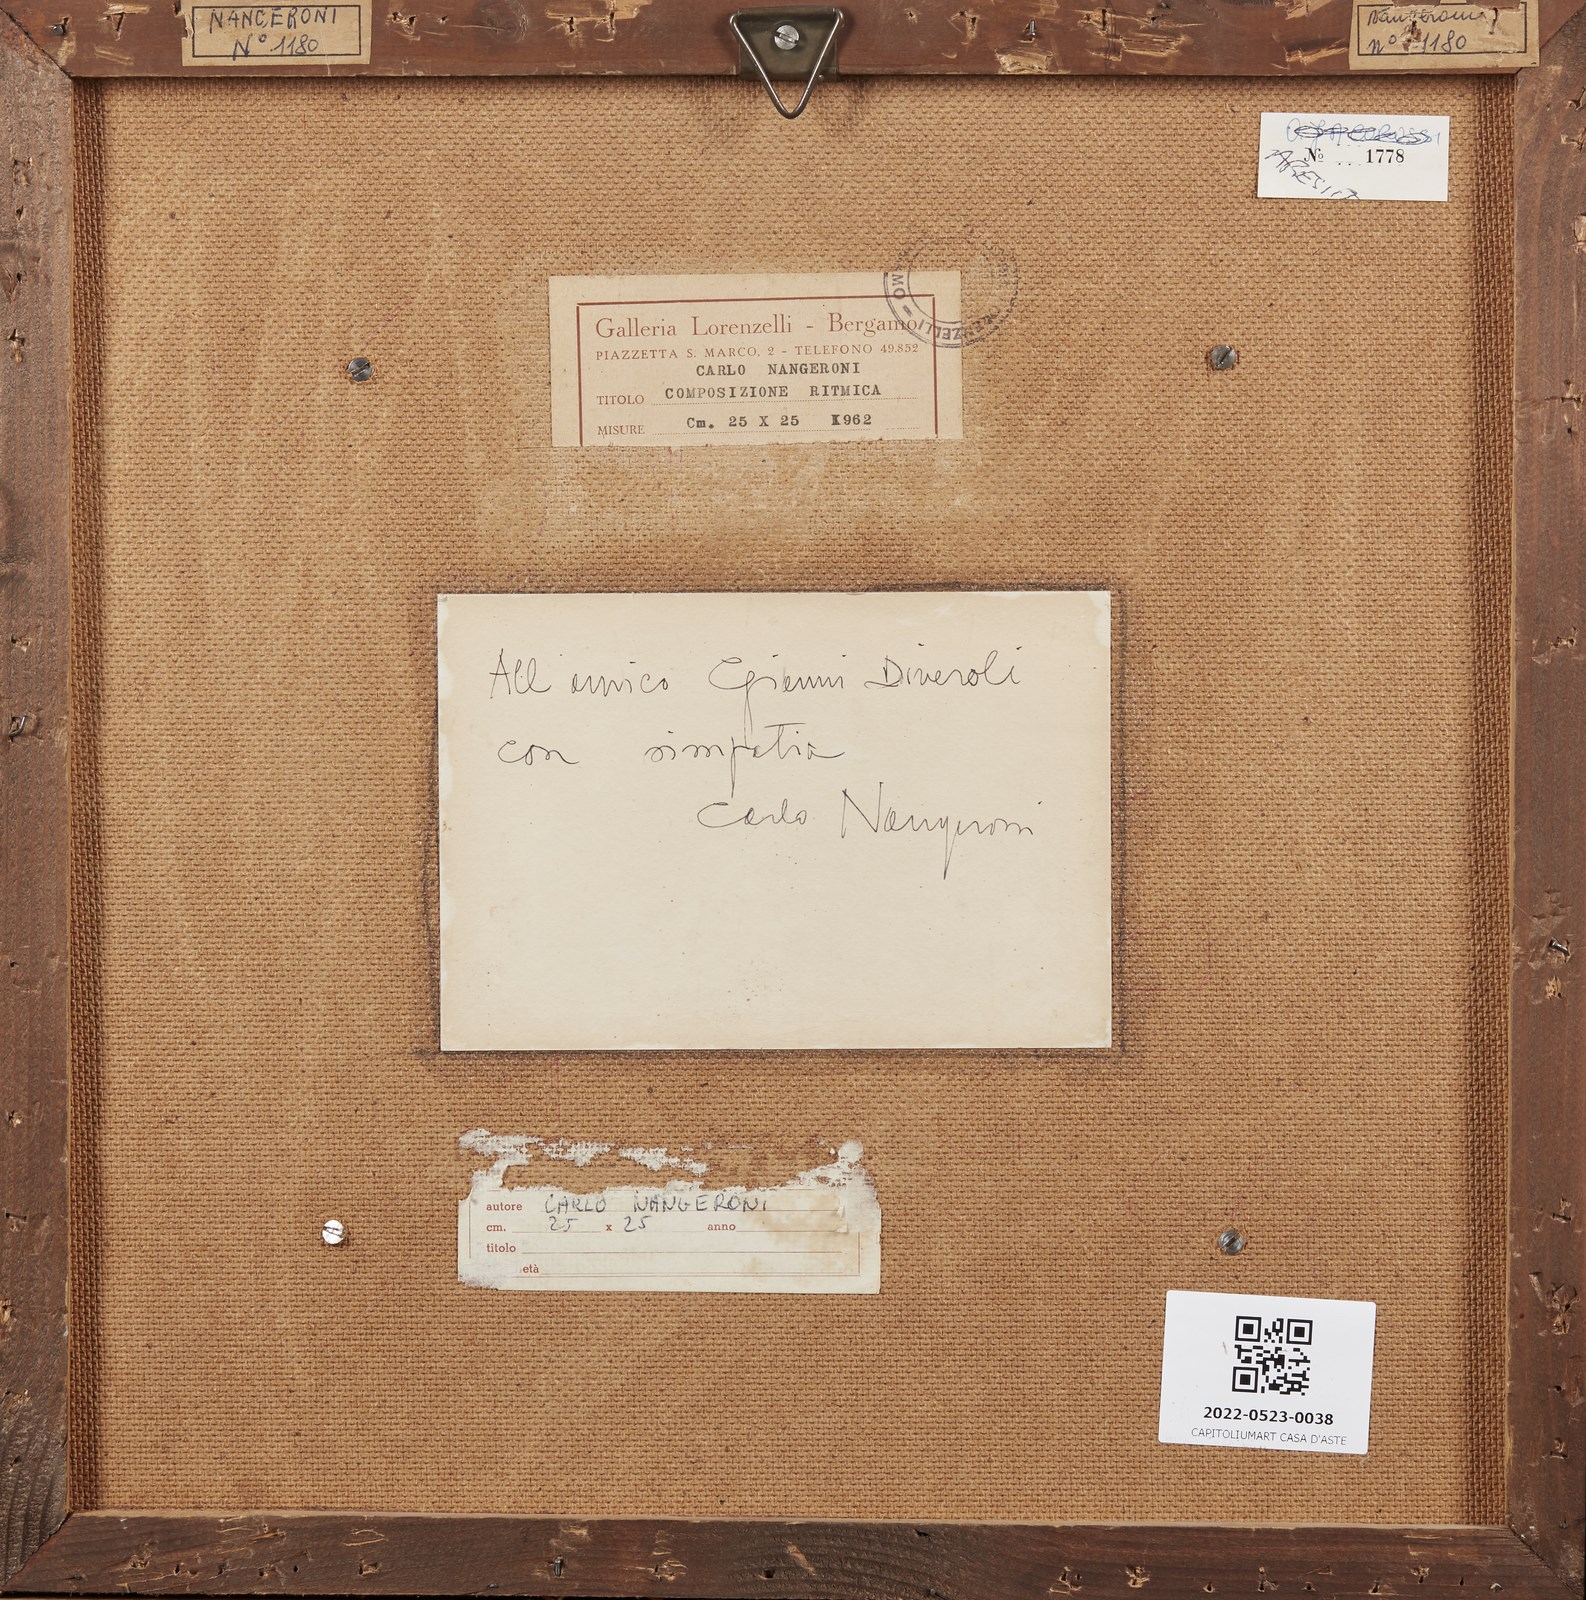 NANGERONI
N° 1180
Nangeroni
n° 1180
№ ... 1778
Galleria Lorenzelli - Bergamo
PIAZZETTA S. MARCO, 2 - TELEFONO 49.852
CARLO NANGERONI
TITOLO COMPOSIZIONE RITMICA
MISURE Cm. 25 X 25 1962
All'amico Gianni Diveroli
con simpatia
Carlo Nangeroni
autore CARLO NANGERONI
cm. 25 x 25 anno
titolo
età
2022-0523-0038
CAPITOLIUMART CASA D'ASTE